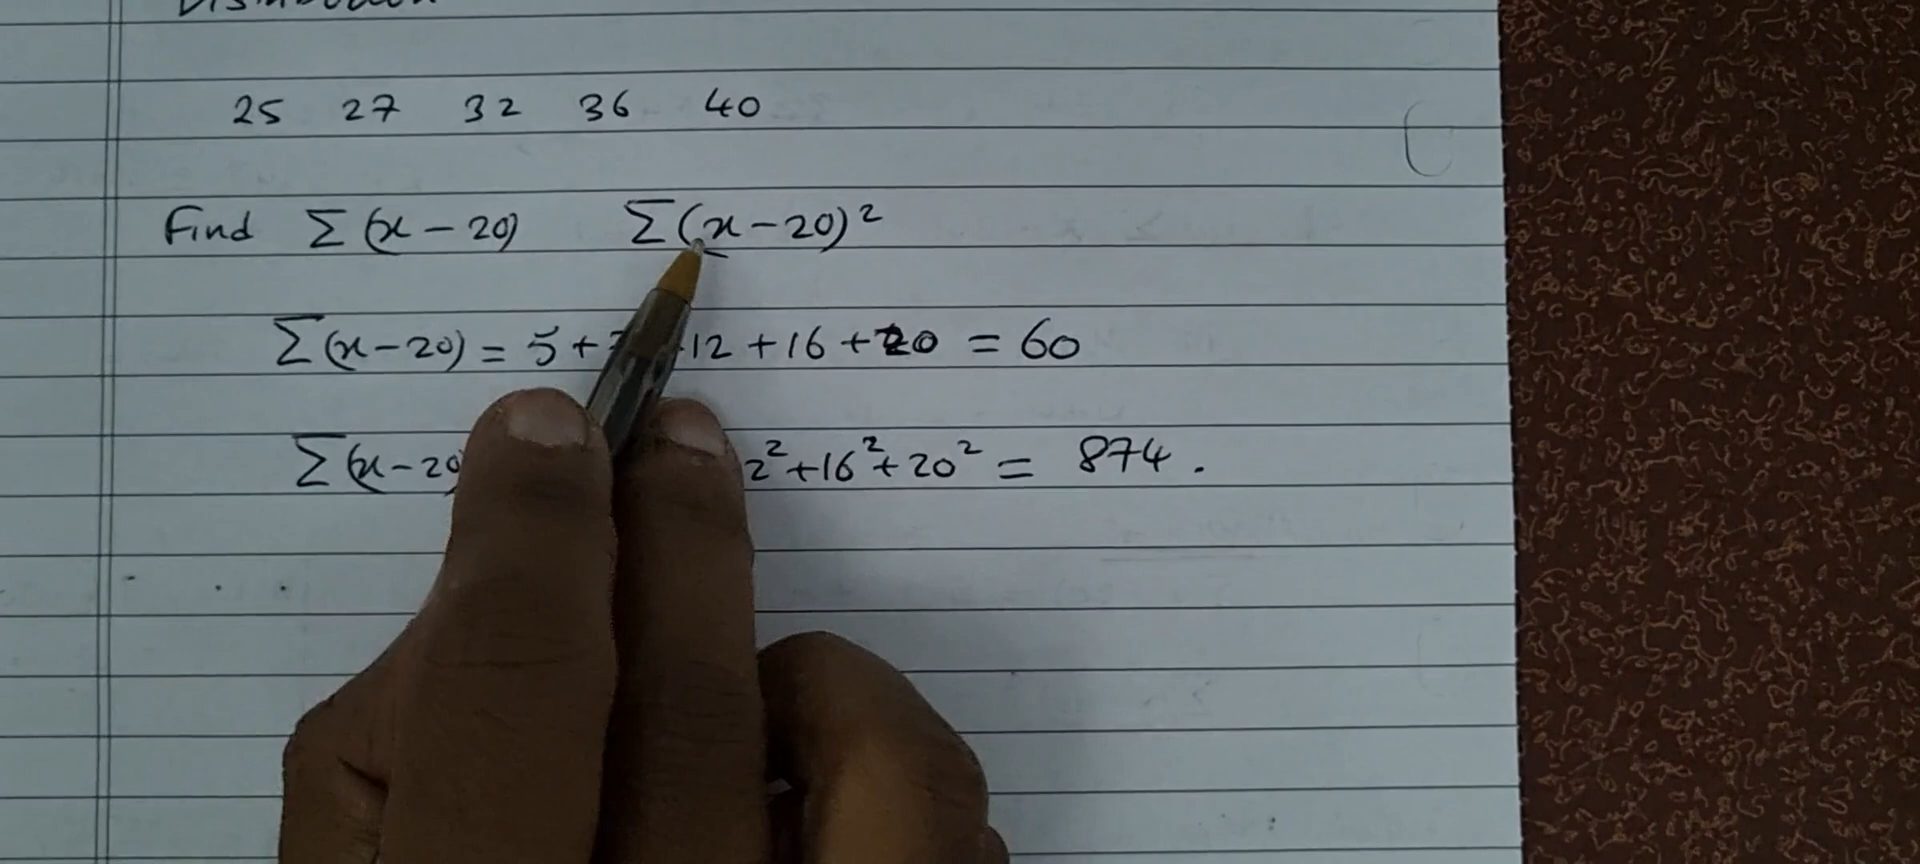 25 27 32 36 40
Find Σ(x − 20) Σ(x − 20)²
Σ(x − 20) = 5 + 12 + 16 + 20 = 60
Σ(x − 20 2² + 16² + 20² = 874.